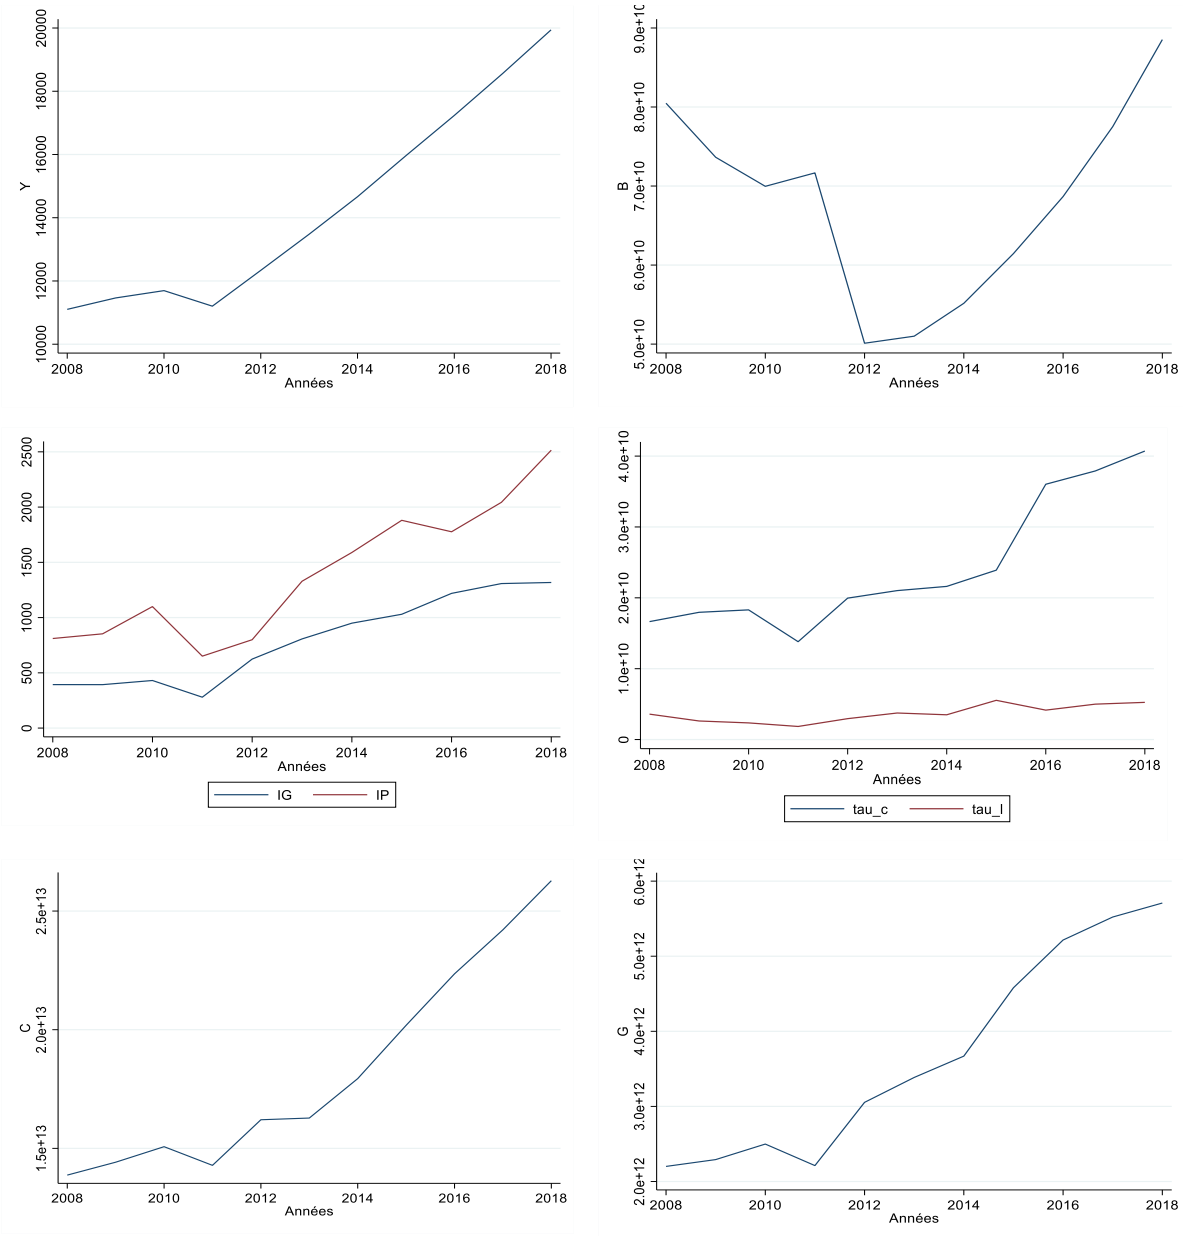 Y
20000
18000
16000
14000
12000
10000
2008 2010 2012 2014 2016 2018
Années
B
9.0e+10
8.0e+10
7.0e+10
6.0e+10
5.0e+10
2008 2010 2012 2014 2016 2018
Années
2500
2000
1500
1000
500
0
2008 2010 2012 2014 2016 2018
Années
IG IP
4.0e+10
3.0e+10
2.0e+10
1.0e+10
0
2008 2010 2012 2014 2016 2018
Années
tau_c tau_l
C
2.5e+13
2.0e+13
1.5e+13
2008 2010 2012 2014 2016 2018
Années
G
6.0e+12
5.0e+12
4.0e+12
3.0e+12
2.0e+12
2008 2010 2012 2014 2016 2018
Années